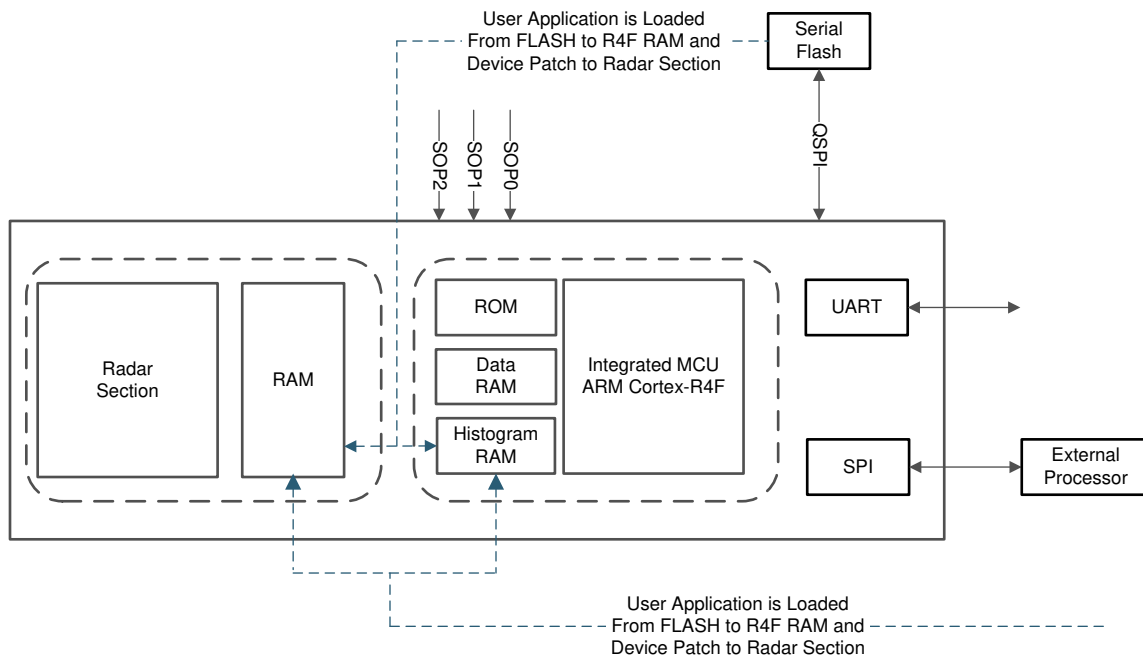 User Application is Loaded
From FLASH to R4F RAM and
Device Patch to Radar Section
Serial
Flash
QSPI
SOP2
SOP1
SOP0
Radar
Section
RAM
ROM
Data
RAM
Histogram
RAM
Integrated MCU
ARM Cortex-R4F
UART
SPI
External
Processor
User Application is Loaded
From FLASH to R4F RAM and
Device Patch to Radar Section